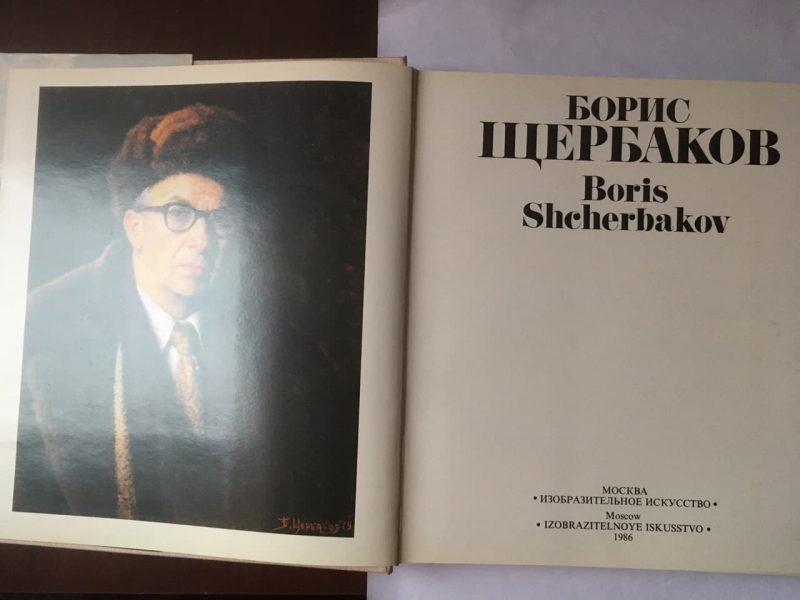 БОРИС
ЩЕРБАКОВ
Boris
Shcherbakov
МОСКВА
• ИЗОБРАЗИТЕЛЬНОЕ ИСКУССТВО •
Moscow
• IZOBRAZITELNOYE ISKUSSTVO •
1986